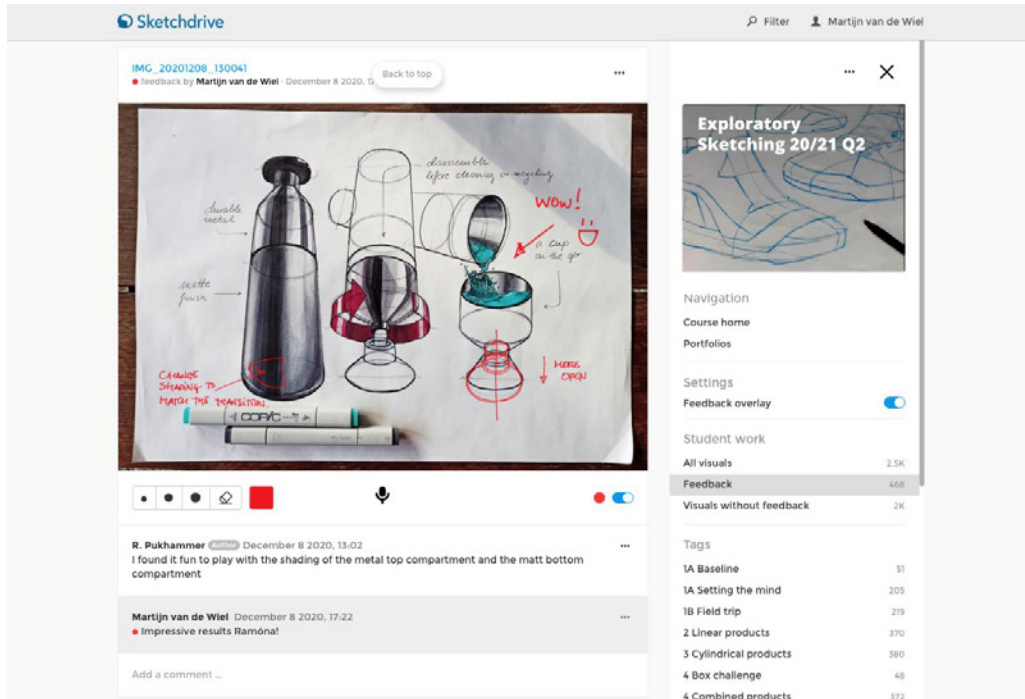 Sketchdrive
Filter
Martijn van de Wiel
IMG_20201208_130041
feedback by Martijn van de Wiel - December 8 2020,
Back to top
disassemble
before cleaning or recycling
durable
metal
WOW!
a cup
on the go
matte
finish
CHANGE
SHADING TO
MATCH THE TRANSITION.
MORE
OPEN
COPIC
R. Pukhammer Author December 8 2020, 13:02
I found it fun to play with the shading of the metal top compartment and the matt bottom
compartment
Martijn van de Wiel December 8 2020, 17:22
Impressive results Ramóna!
Add a comment ...
Exploratory
Sketching 20/21 Q2
Navigation
Course home
Portfolios
Settings
Feedback overlay
Student work
All visuals 2.5K
Feedback 468
Visuals without feedback 2K
Tags
1A Baseline 51
1A Setting the mind 205
1B Field trip 219
2 Linear products 370
3 Cylindrical products 380
4 Box challenge 48
4 Combined products 372